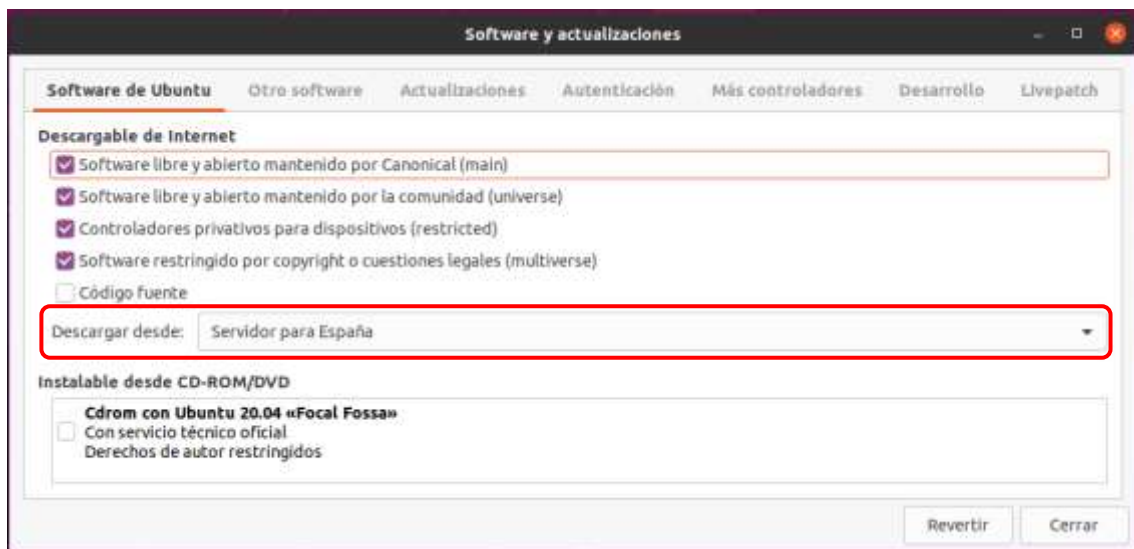 Software y actualizaciones
Software de Ubuntu Otro software Actualizaciones Autenticación Más controladores Desarrollo Livepatch
Descargable de Internet
Software libre y abierto mantenido por Canonical (main)
Software libre y abierto mantenido por la comunidad (universe)
Controladores privativos para dispositivos (restricted)
Software restringido por copyright o cuestiones legales (multiverse)
Código fuente
Descargar desde: Servidor para España
Instalable desde CD-ROM/DVD
Cdrom con Ubuntu 20.04 «Focal Fossa»
Con servicio técnico oficial
Derechos de autor restringidos
Revertir Cerrar